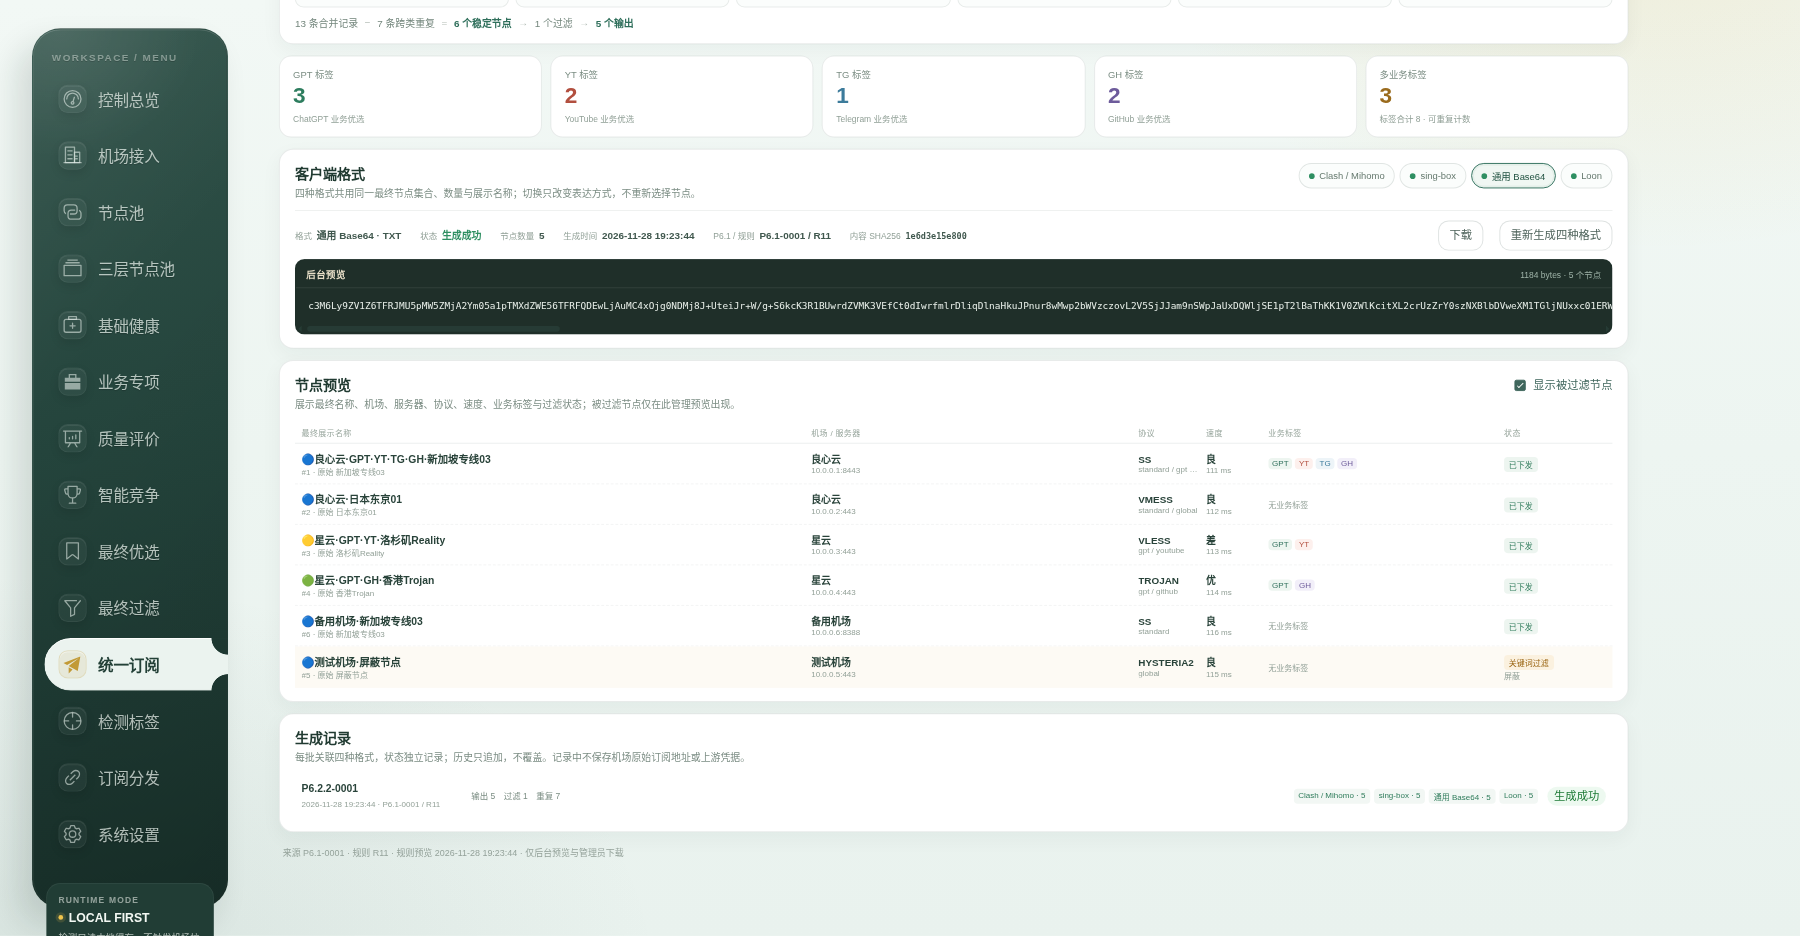 WORKSPACE / MENU
控制总览
机场接入
节点池
三层节点池
基础健康
业务专项
质量评价
智能竞争
最终优选
最终过滤
统一订阅
检测标签
订阅分发
系统设置
RUNTIME MODE
LOCAL FIRST
13 条合并记录 − 7 条跨类重复 = 6 个稳定节点 → 1 个过滤 → 5 个输出
GPT 标签
3
ChatGPT 业务优选
YT 标签
2
YouTube 业务优选
TG 标签
1
Telegram 业务优选
GH 标签
2
GitHub 业务优选
多业务标签
3
标签合计 8 · 可重复计数
客户端格式
四种格式共用同一最终节点集合、数量与展示名称；切换只改变表达方式，不重新选择节点。
Clash / Mihomo
sing-box
通用 Base64
Loon
格式 通用 Base64 · TXT 状态 生成成功 节点数量 5 生成时间 2026-11-28 19:23:44 P6.1 / 规则 P6.1-0001 / R11 内容 SHA256 1e6d3e15e800
下载
重新生成四种格式
后台预览
1184 bytes · 5 个节点
节点预览
展示最终名称、机场、服务器、协议、速度、业务标签与过滤状态；被过滤节点仅在此管理预览出现。
显示被过滤节点
最终展示名称 机场 / 服务器 协议 速度 业务标签 状态
🔵良心云·GPT·YT·TG·GH·新加坡专线03 良心云 SS 良 GPT YT TG GH 已下发
#1 · 原始 新加坡专线03 10.0.0.1:8443 standard / gpt ... 111 ms
🔵良心云·日本东京01 良心云 VMESS 良 无业务标签 已下发
#2 · 原始 日本东京01 10.0.0.2:443 standard / global 112 ms
🟡星云·GPT·YT·洛杉矶Reality 星云 VLESS 差 GPT YT 已下发
#3 · 原始 洛杉矶Reality 10.0.0.3:443 gpt / youtube 113 ms
🟢星云·GPT·GH·香港Trojan 星云 TROJAN 优 GPT GH 已下发
#4 · 原始 香港Trojan 10.0.0.4:443 gpt / github 114 ms
🔵备用机场·新加坡专线03 备用机场 SS 良 无业务标签 已下发
#6 · 原始 新加坡专线03 10.0.0.6:8388 standard 116 ms
🔵测试机场·屏蔽节点 测试机场 HYSTERIA2 良 无业务标签 关键词过滤
#5 · 原始 屏蔽节点 10.0.0.5:443 global 115 ms 屏蔽
生成记录
每批关联四种格式，状态独立记录；历史只追加，不覆盖。记录中不保存机场原始订阅地址或上游凭据。
P6.2.2-0001
2026-11-28 19:23:44 · P6.1-0001 / R11
输出 5 过滤 1 重复 7
Clash / Mihomo · 5 sing-box · 5 通用 Base64 · 5 Loon · 5 生成成功
来源 P6.1-0001 · 规则 R11 · 规则预览 2026-11-28 19:23:44 · 仅后台预览与管理员下载